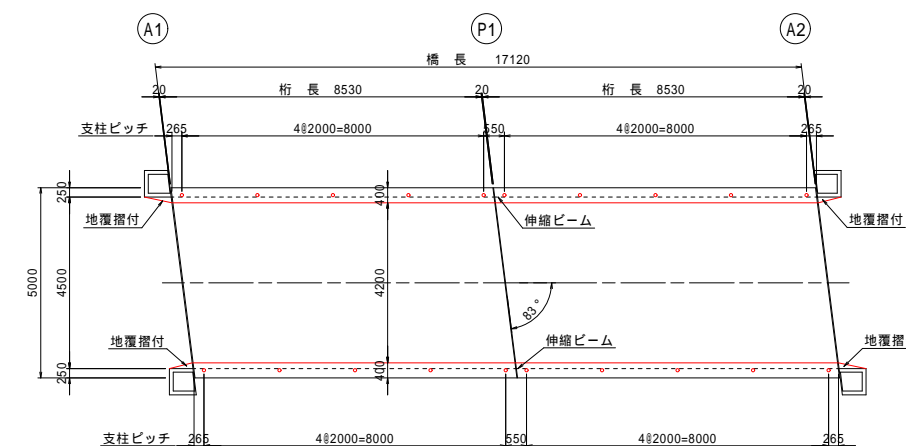 A1 P1 A2
橋 長 17120
20 桁 長 8530 20 桁 長 8530 20
支柱ピッチ 265 4@2000=8000 550 4@2000=8000 265
250 400
地覆摺付 伸縮ビーム 地覆摺付
5000 4500 4200
83°
地覆摺付 伸縮ビーム 地覆摺
250 400
支柱ピッチ 265 4@2000=8000 550 4@2000=8000 265